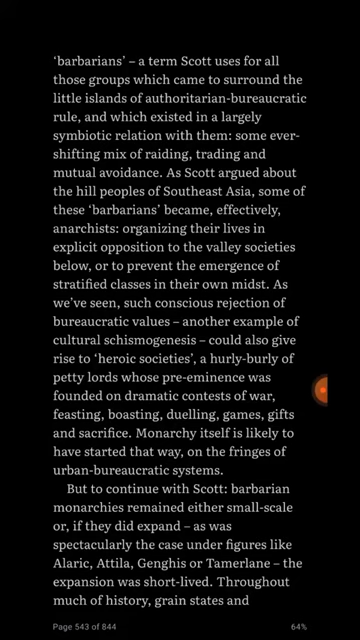 ‘barbarians’ – a term Scott uses for all
those groups which came to surround the
little islands of authoritarian-bureaucratic
rule, and which existed in a largely
symbiotic relation with them: some ever-
shifting mix of raiding, trading and
mutual avoidance. As Scott argued about
the hill peoples of Southeast Asia, some of
these ‘barbarians’ became, effectively,
anarchists: organizing their lives in
explicit opposition to the valley societies
below, or to prevent the emergence of
stratified classes in their own midst. As
we’ve seen, such conscious rejection of
bureaucratic values – another example of
cultural schismogenesis – could also give
rise to ‘heroic societies’, a hurly-burly of
petty lords whose pre-eminence was
founded on dramatic contests of war,
feasting, boasting, duelling, games, gifts
and sacrifice. Monarchy itself is likely to
have started that way, on the fringes of
urban-bureaucratic systems.
But to continue with Scott: barbarian
monarchies remained either small-scale
or, if they did expand – as was
spectacularly the case under figures like
Alaric, Attila, Genghis or Tamerlane – the
expansion was short-lived. Throughout
much of history, grain states and
Page 543 of 844
64%